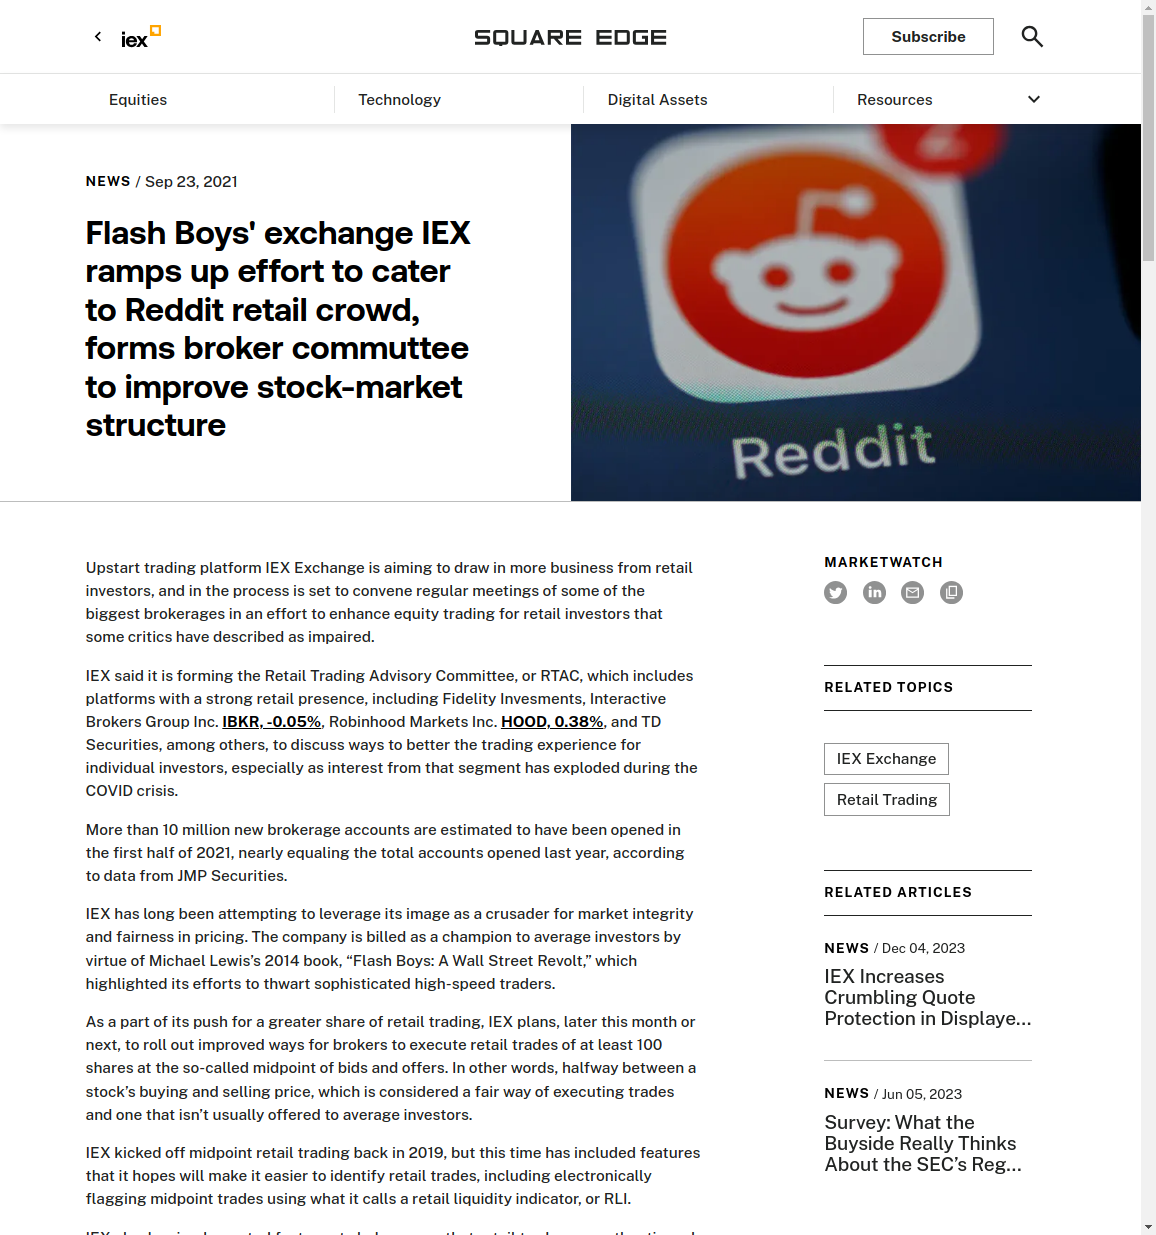 iex
SQUARE EDGE
Subscribe
Equities
Technology
Digital Assets
Resources
NEWS / Sep 23, 2021
Flash Boys' exchange IEX
ramps up effort to cater
to Reddit retail crowd,
forms broker commuttee
to improve stock-market
structure
2
Reddit
Upstart trading platform IEX Exchange is aiming to draw in more business from retail
investors, and in the process is set to convene regular meetings of some of the
biggest brokerages in an effort to enhance equity trading for retail investors that
some critics have described as impaired.
IEX said it is forming the Retail Trading Advisory Committee, or RTAC, which includes
platforms with a strong retail presence, including Fidelity Invesments, Interactive
Brokers Group Inc. IBKR, -0.05%, Robinhood Markets Inc. HOOD, 0.38%, and TD
Securities, among others, to discuss ways to better the trading experience for
individual investors, especially as interest from that segment has exploded during the
COVID crisis.
More than 10 million new brokerage accounts are estimated to have been opened in
the first half of 2021, nearly equaling the total accounts opened last year, according
to data from JMP Securities.
IEX has long been attempting to leverage its image as a crusader for market integrity
and fairness in pricing. The company is billed as a champion to average investors by
virtue of Michael Lewis’s 2014 book, “Flash Boys: A Wall Street Revolt,” which
highlighted its efforts to thwart sophisticated high-speed traders.
As a part of its push for a greater share of retail trading, IEX plans, later this month or
next, to roll out improved ways for brokers to execute retail trades of at least 100
shares at the so-called midpoint of bids and offers. In other words, halfway between a
stock’s buying and selling price, which is considered a fair way of executing trades
and one that isn’t usually offered to average investors.
IEX kicked off midpoint retail trading back in 2019, but this time has included features
that it hopes will make it easier to identify retail trades, including electronically
flagging midpoint trades using what it calls a retail liquidity indicator, or RLI.
MARKETWATCH
RELATED TOPICS
IEX Exchange
Retail Trading
RELATED ARTICLES
NEWS / Dec 04, 2023
IEX Increases
Crumbling Quote
Protection in Displaye...
NEWS / Jun 05, 2023
Survey: What the
Buyside Really Thinks
About the SEC’s Reg...